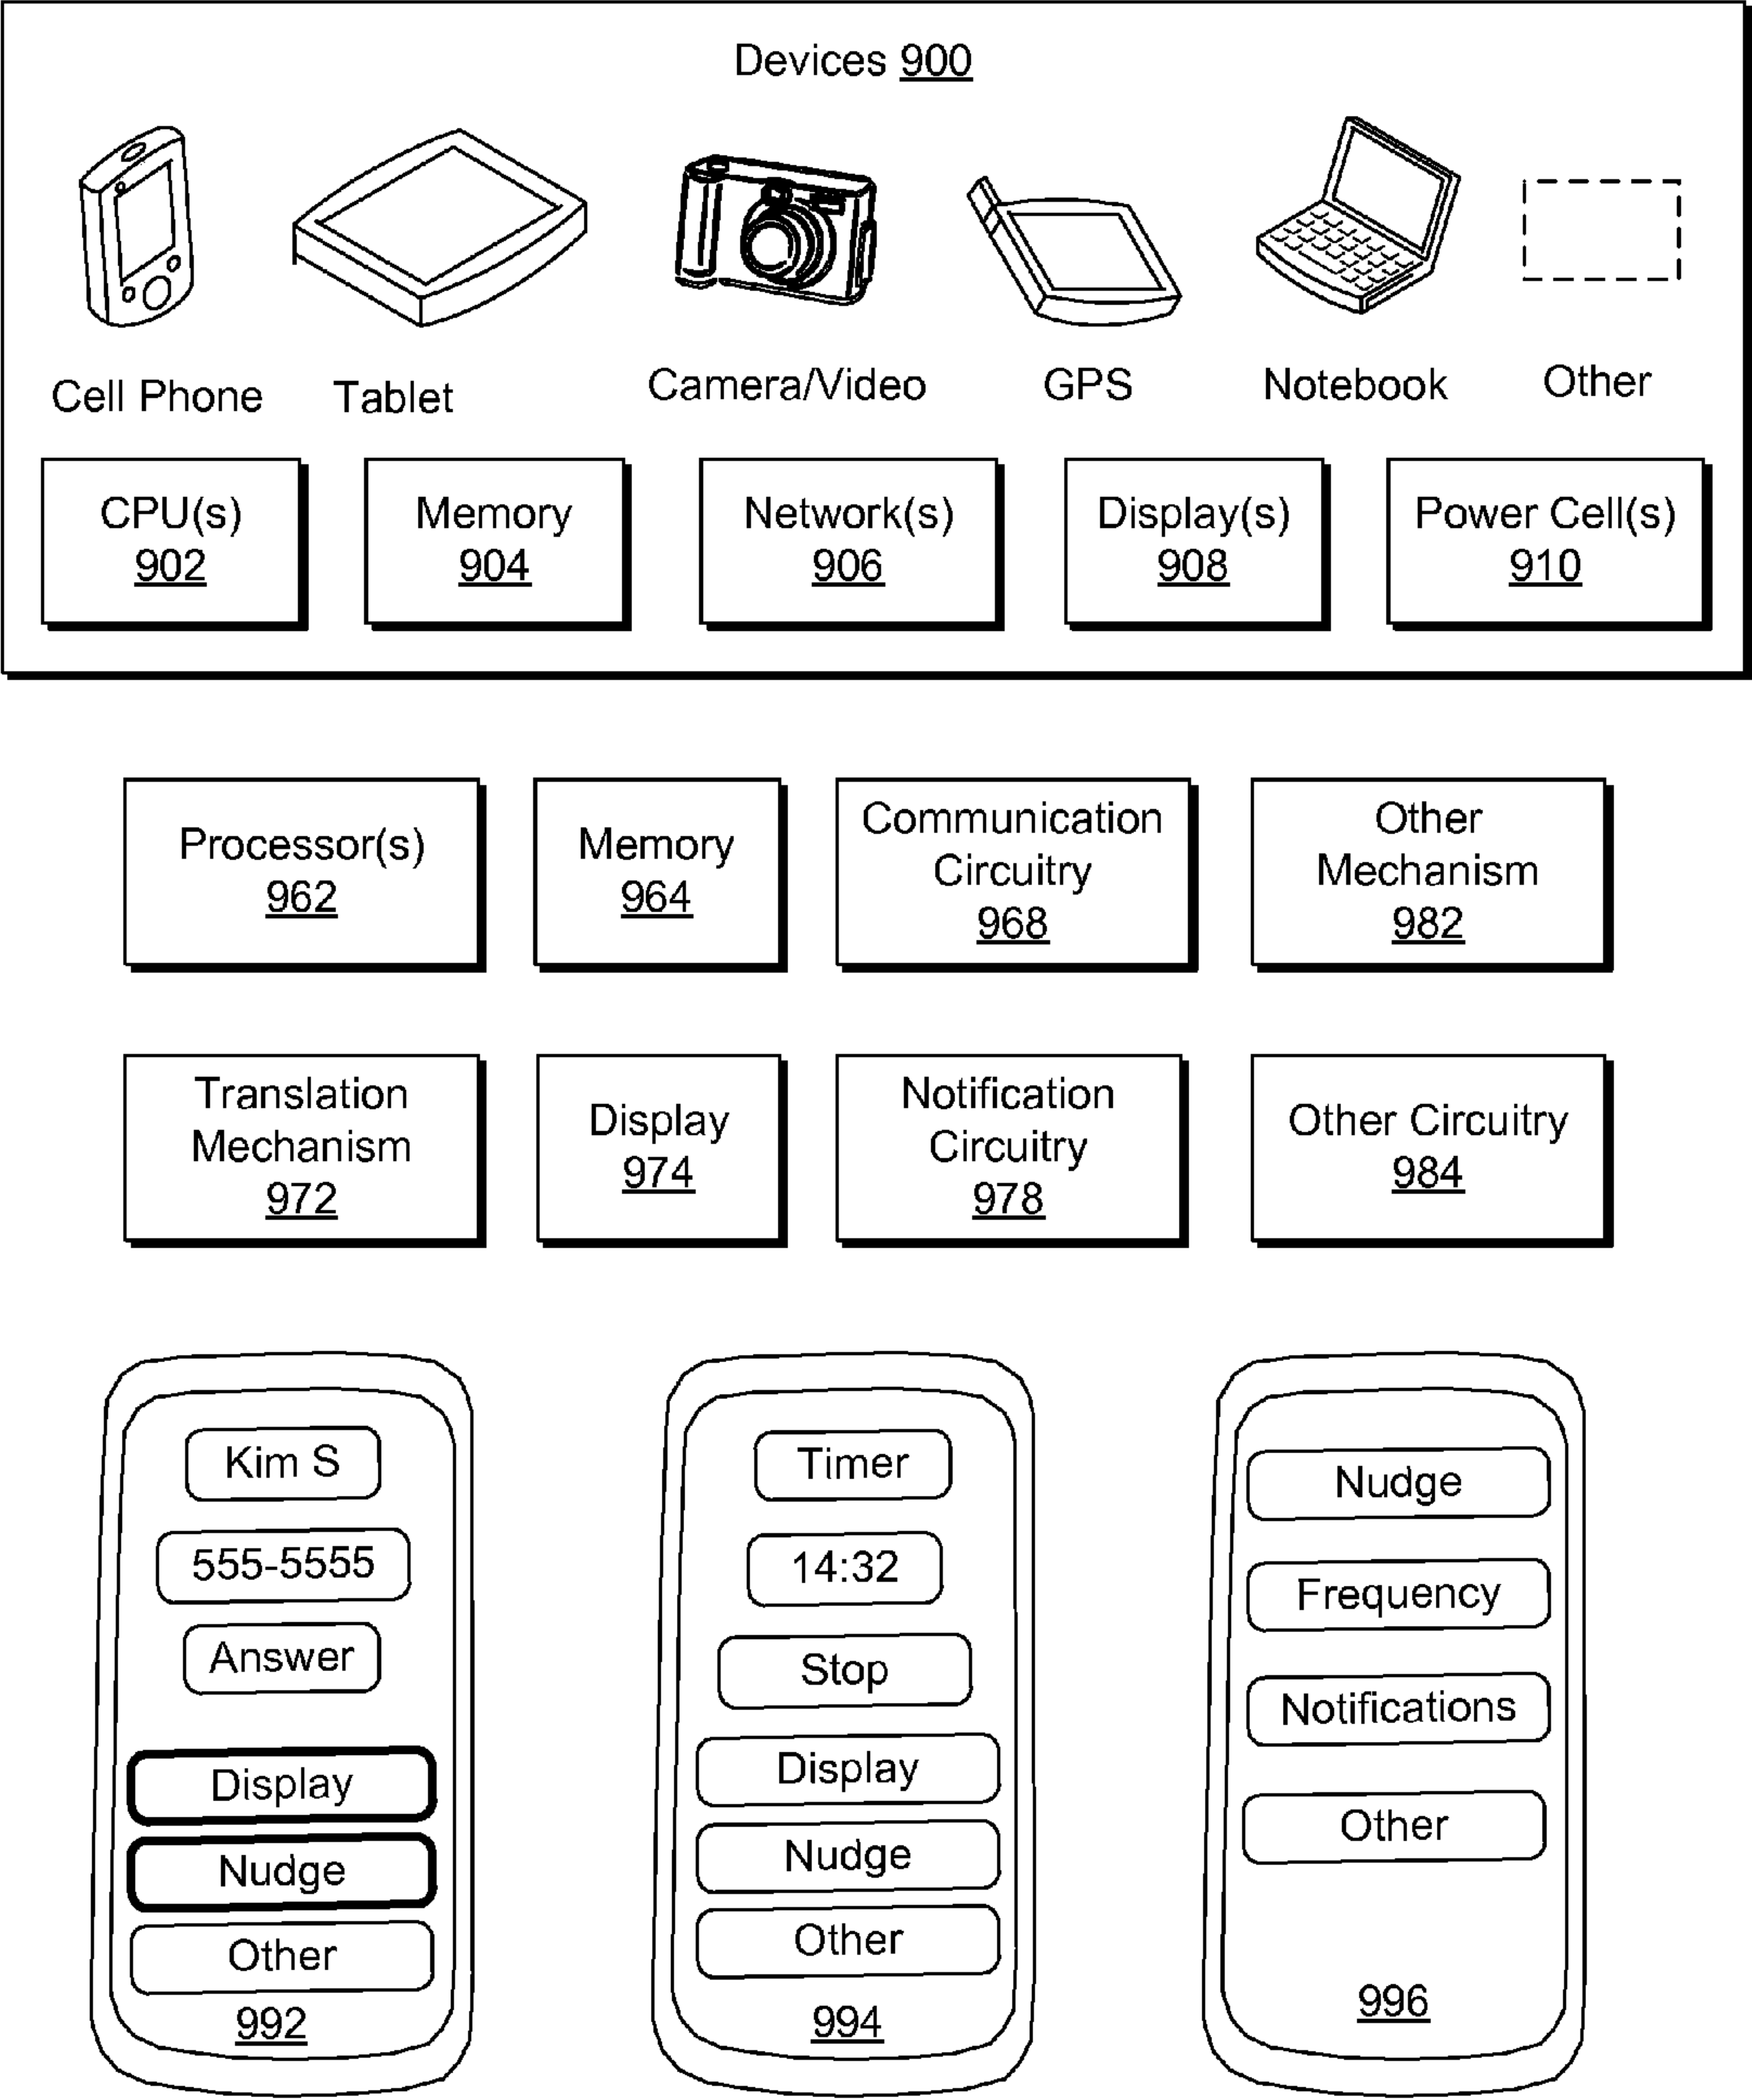 Devices 900
Cell Phone
Tablet
Camera/Video
GPS
Notebook
Other
CPU(s)
902
Memory
904
Network(s)
906
Display(s)
908
Power Cell(s)
910
Processor(s)
962
Memory
964
Communication
Circuitry
968
Other
Mechanism
982
Translation
Mechanism
972
Display
974
Notification
Circuitry
978
Other Circuitry
984
Kim S
555-5555
Answer
Display
Nudge
Other
992
Timer
14:32
Stop
Display
Nudge
Other
994
Nudge
Frequency
Notifications
Other
996